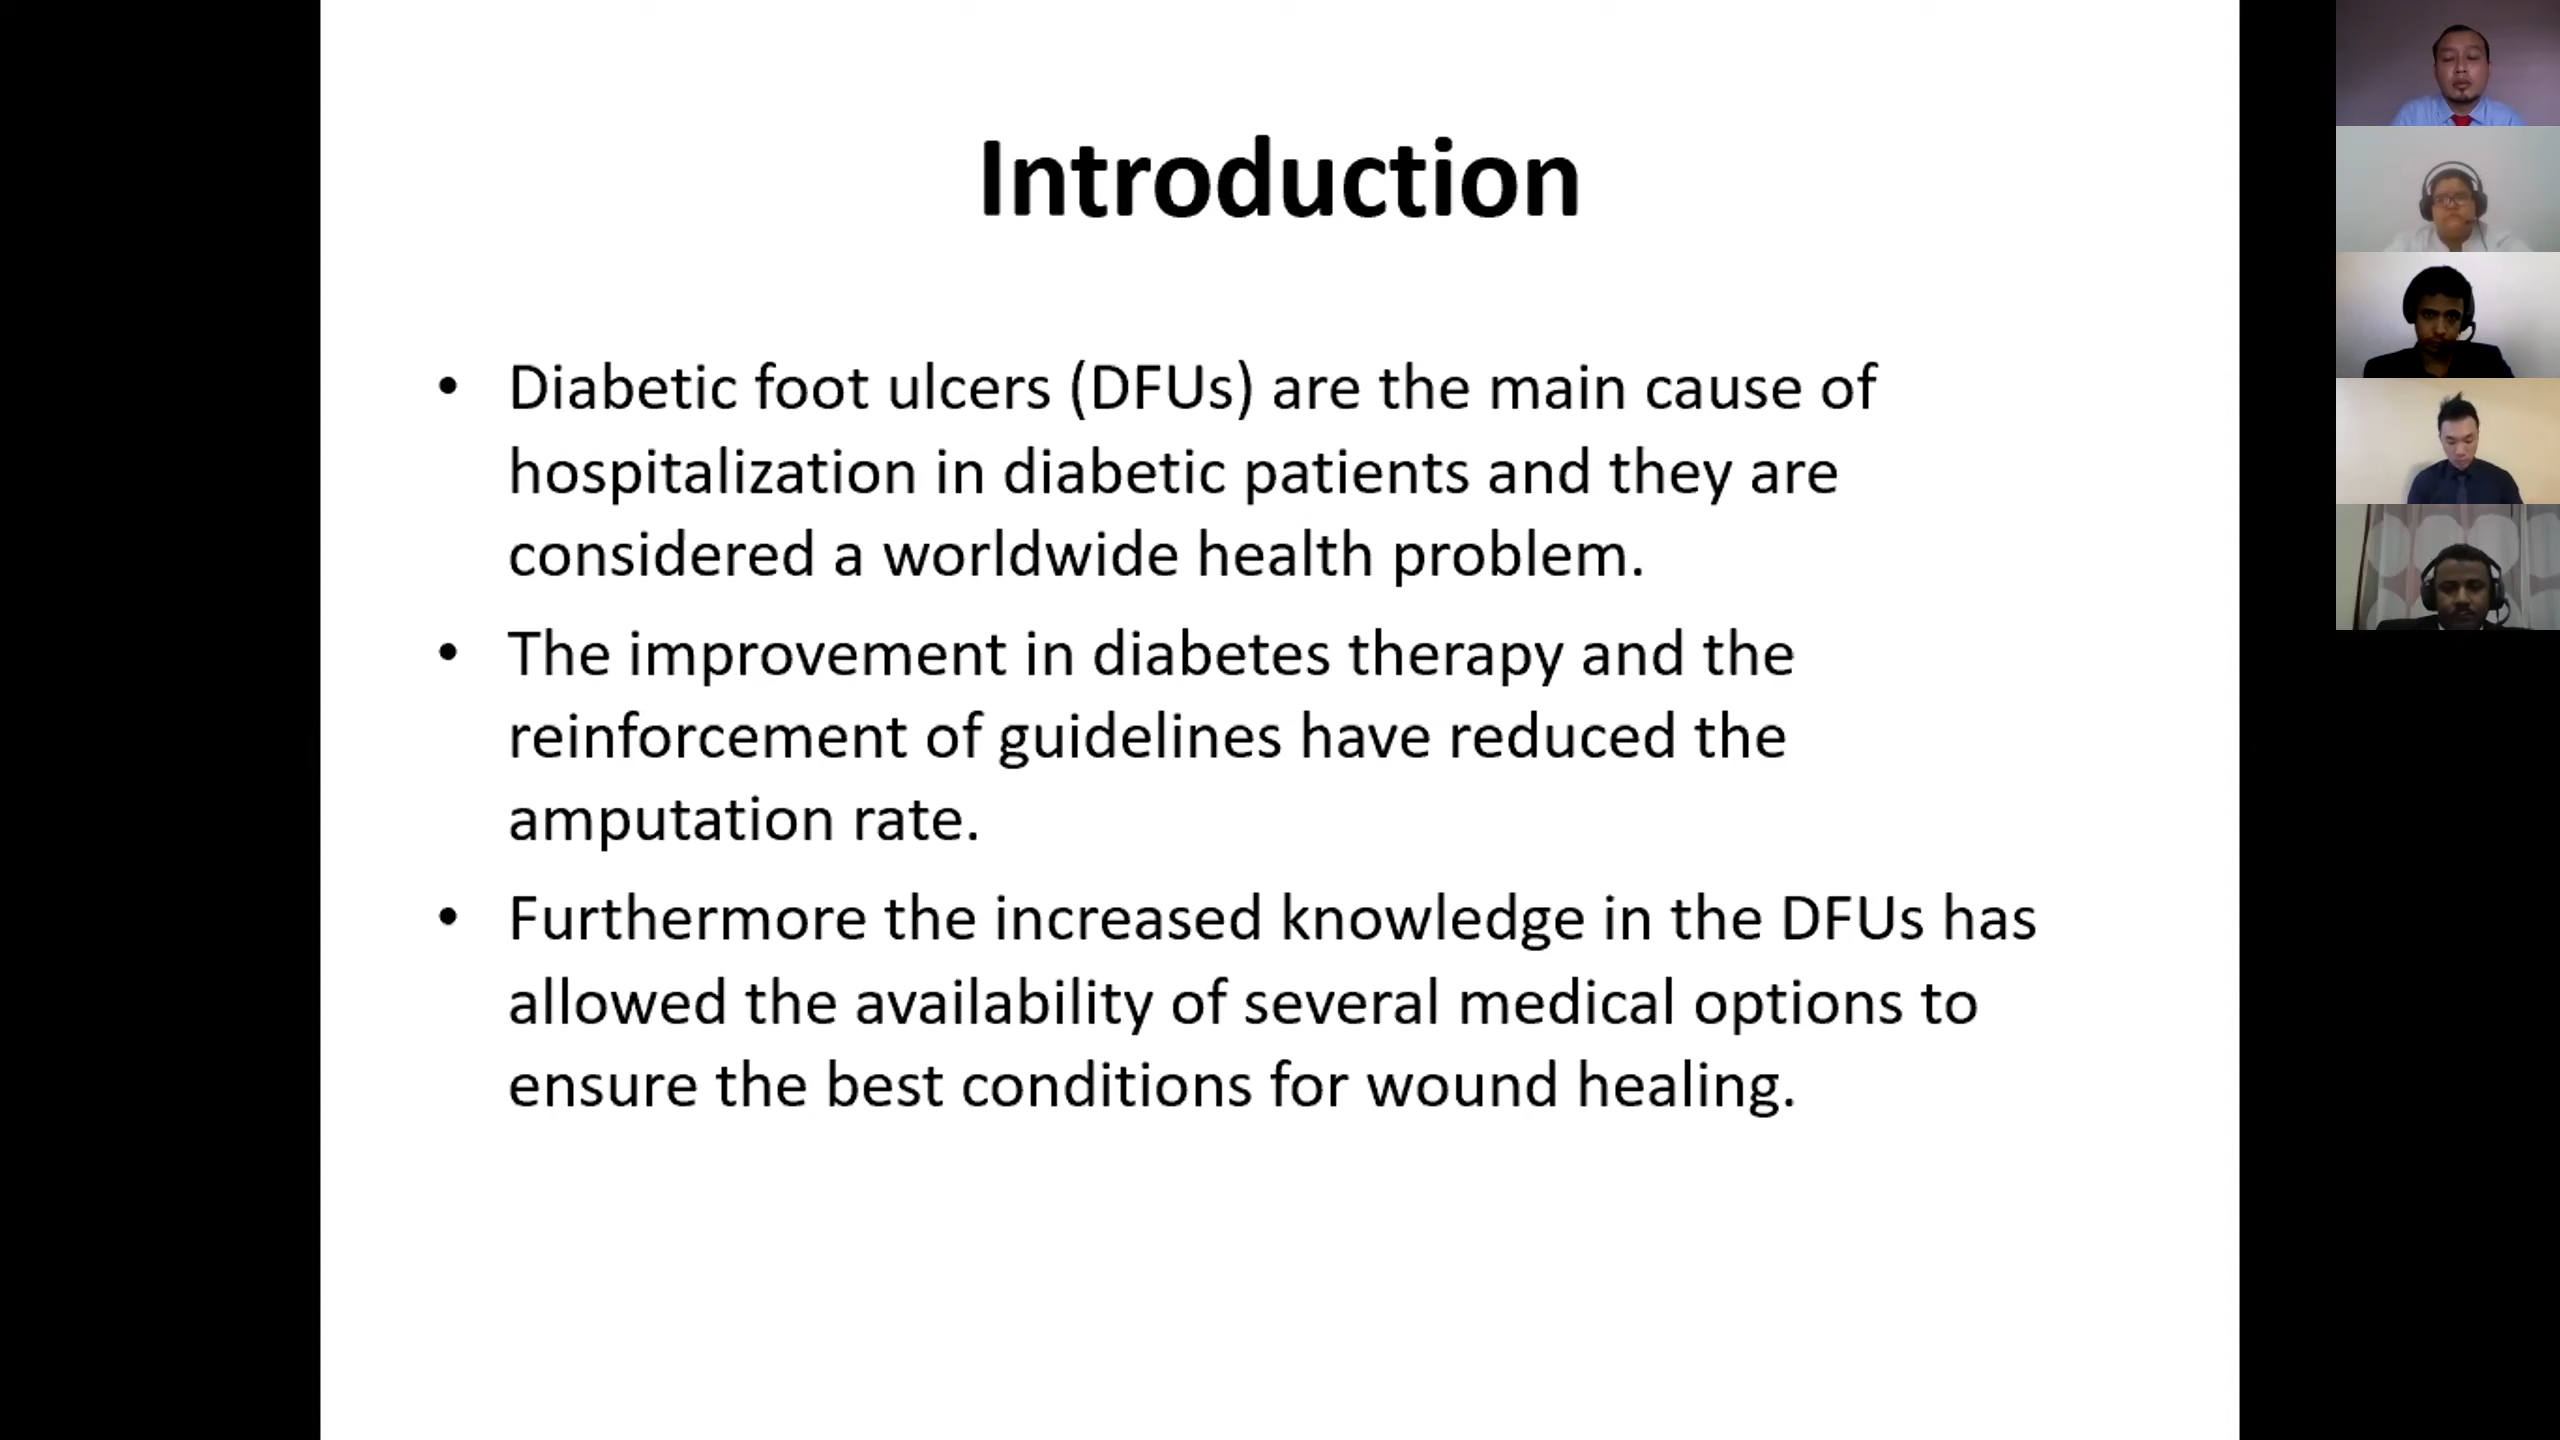 Introduction
• Diabetic foot ulcers (DFUs) are the main cause of
hospitalization in diabetic patients and they are
considered a worldwide health problem.
• The improvement in diabetes therapy and the
reinforcement of guidelines have reduced the
amputation rate.
• Furthermore the increased knowledge in the DFUs has
allowed the availability of several medical options to
ensure the best conditions for wound healing.